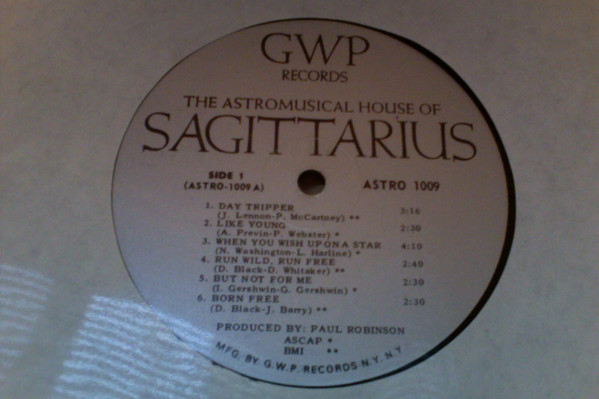 GWP
RECORDS
THE ASTROMUSICAL HOUSE OF
SAGITTARIUS
SIDE 1
(ASTRO-1009 A)
ASTRO 1009
1. DAY TRIPPER 3:16
(J. Lennon-P. McCartney) **
2. LIKE YOUNG 2:30
(A. Previn-P. Webster) *
3. WHEN YOU WISH UPON A STAR 4:10
(N. Washington-L. Harline) *
4. RUN WILD, RUN FREE 2:40
(D. Black-D. Whitaker) **
5. BUT NOT FOR ME 2:30
(I. Gershwin-G. Gershwin) *
6. BORN FREE 2:30
(D. Black-J. Barry) **
PRODUCED BY: PAUL ROBINSON
ASCAP *
BMI **
MFG. BY G.W.P. RECORDS-N.Y. N.Y.